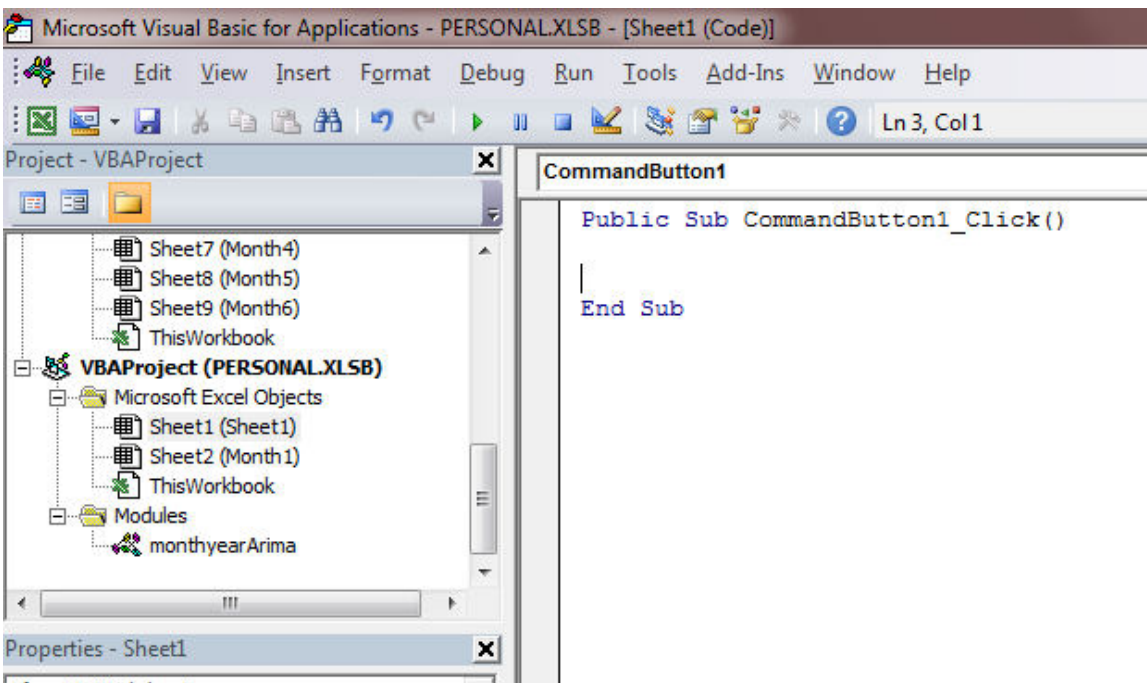 Microsoft Visual Basic for Applications - PERSONAL.XLSB - [Sheet1 (Code)]
File Edit View Insert Format Debug Run Tools Add-Ins Window Help
Ln 3, Col 1
Project - VBAProject
CommandButton1
Sheet7 (Month4)
Sheet8 (Month5)
Sheet9 (Month6)
ThisWorkbook
VBAProject (PERSONAL.XLSB)
Microsoft Excel Objects
Sheet1 (Sheet1)
Sheet2 (Month1)
ThisWorkbook
Modules
monthyearArima
Properties - Sheet1
Public Sub CommandButton1_Click()
End Sub